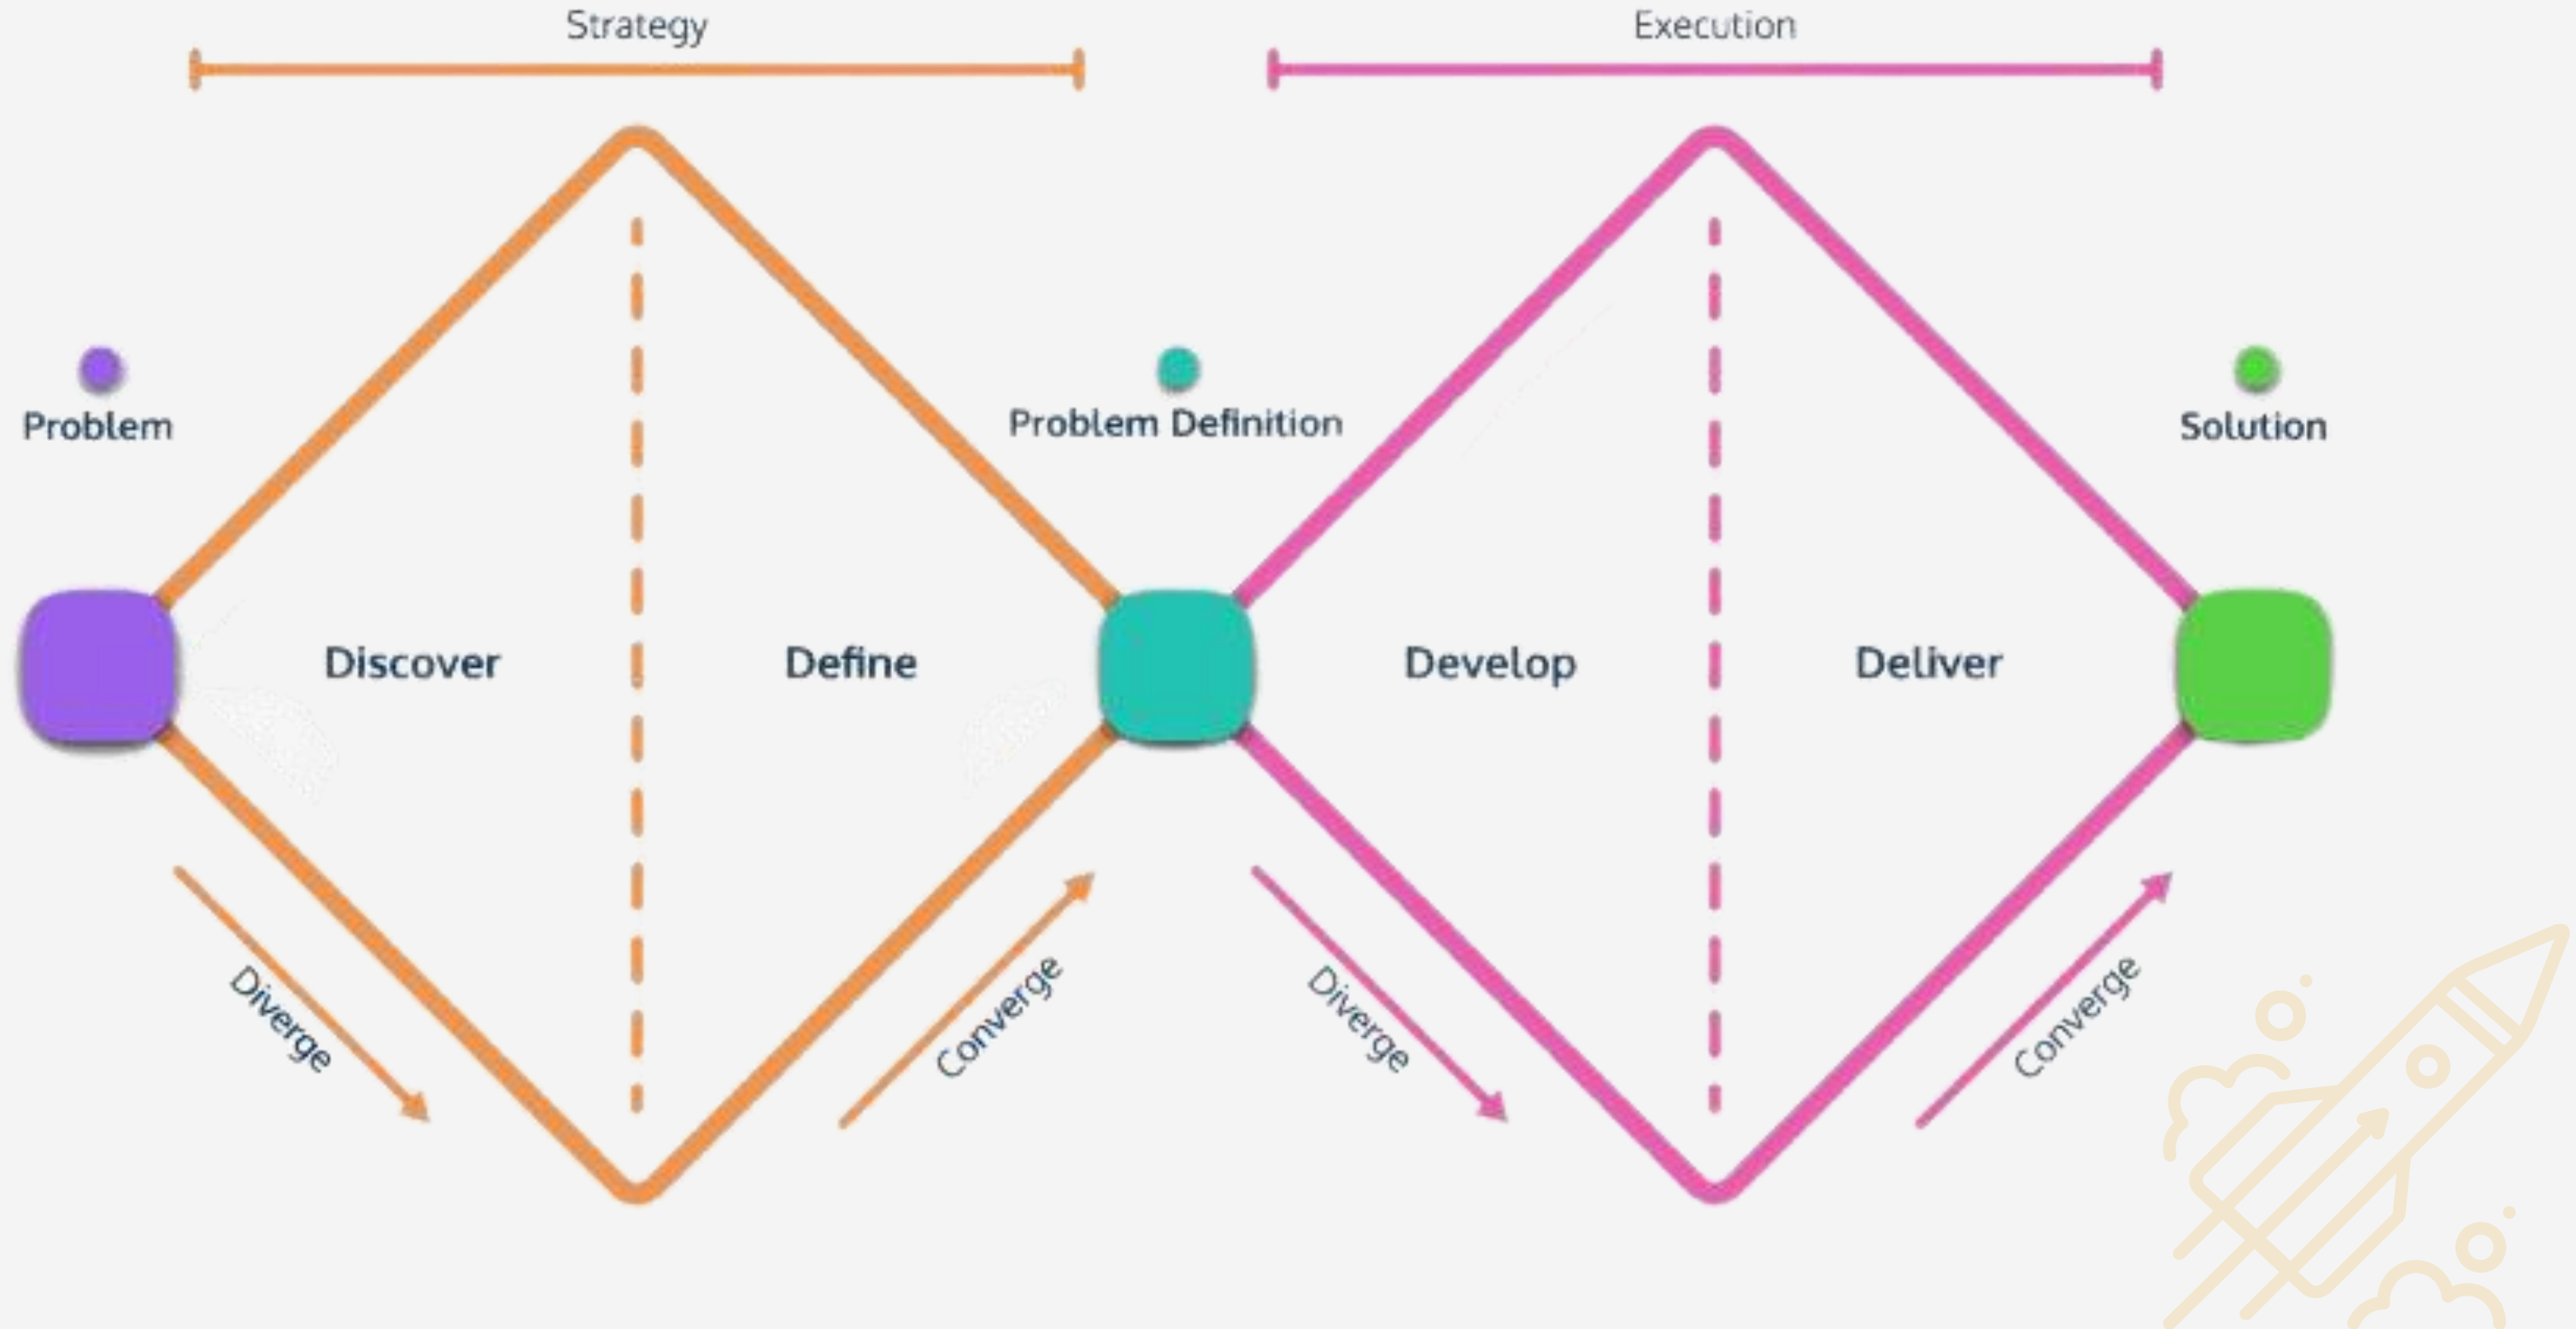 Strategy
Execution
Problem
Problem Definition
Solution
Discover
Define
Develop
Deliver
Diverge
Converge
Diverge
Converge